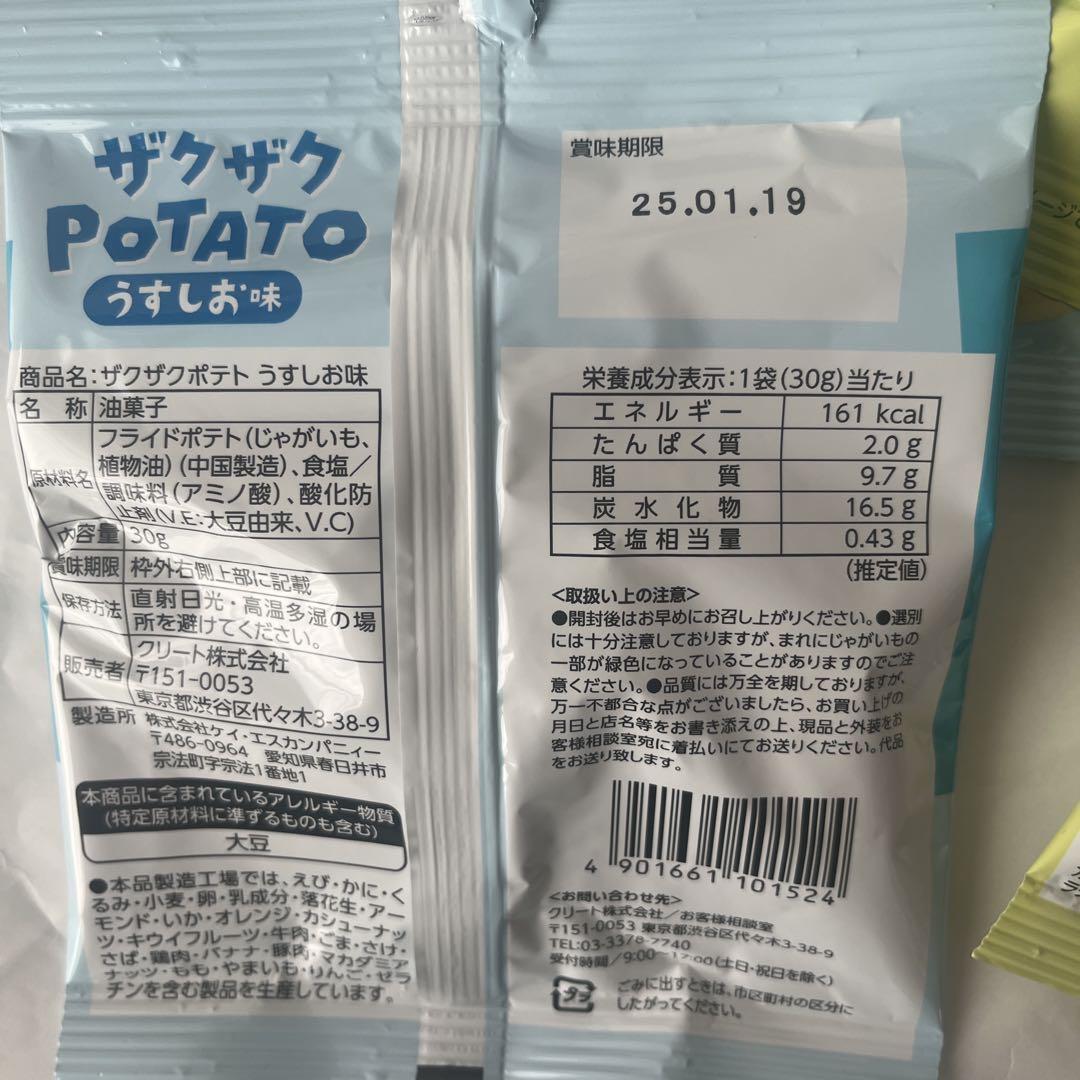 ザクザク
POTATO
うすしお味
商品名:ザクザクポテト うすしお味
名 称 油菓子
原材料名 フライドポテト(じゃがいも、
植物油)(中国製造)、食塩/
調味料(アミノ酸)、酸化防
止剤(V.E:大豆由来、V.C)
内容量 30g
賞味期限 枠外右側上部に記載
保存方法 直射日光・高温多湿の場
所を避けてください。
販売者 クリート株式会社
〒151-0053
東京都渋谷区代々木3-38-9
製造所 株式会社ケイ・エスカンパニィー
〒486-0964 愛知県春日井市
宗法町字宗法1番地1
本商品に含まれているアレルギー物質
(特定原材料に準ずるものも含む)
大豆
●本品製造工場では、えび・かに・く
るみ・小麦・卵・乳成分・落花生・アー
モンド・いか・オレンジ・カシューナッ
ツ・キウイフルーツ・牛肉・ごま・さけ・
さば・鶏肉・バナナ・豚肉・マカダミア
ナッツ・もも・やまいも・りんご・ゼラ
チンを含む製品を生産しています。
賞味期限
25.01.19
栄養成分表示:1袋(30g)当たり
エネルギー 161 kcal
たんぱく質 2.0 g
脂質 9.7 g
炭水化物 16.5 g
食塩相当量 0.43 g
(推定値)
<取扱い上の注意>
●開封後はお早めにお召し上がりください。●選別
には十分注意しておりますが、まれにじゃがいもの
一部が緑色になっていることがありますのでご注
意ください。●品質には万全を期しておりますが、
万一不都合な点がございましたら、お買い上げの
月日と店名等をお書き添えの上、現品と外装をお
客様相談室宛に着払いにてお送りください。代品
をお送り致します。
4 901661 101524
<お問い合わせ先>
クリート株式会社/お客様相談室
〒151-0053 東京都渋谷区代々木3-38-9
TEL:03-3378-7740
受付時間/9:00~17:00(土日・祝日を除く)
プラ
ごみに出すときは、市区町村の区分に
したがってください。